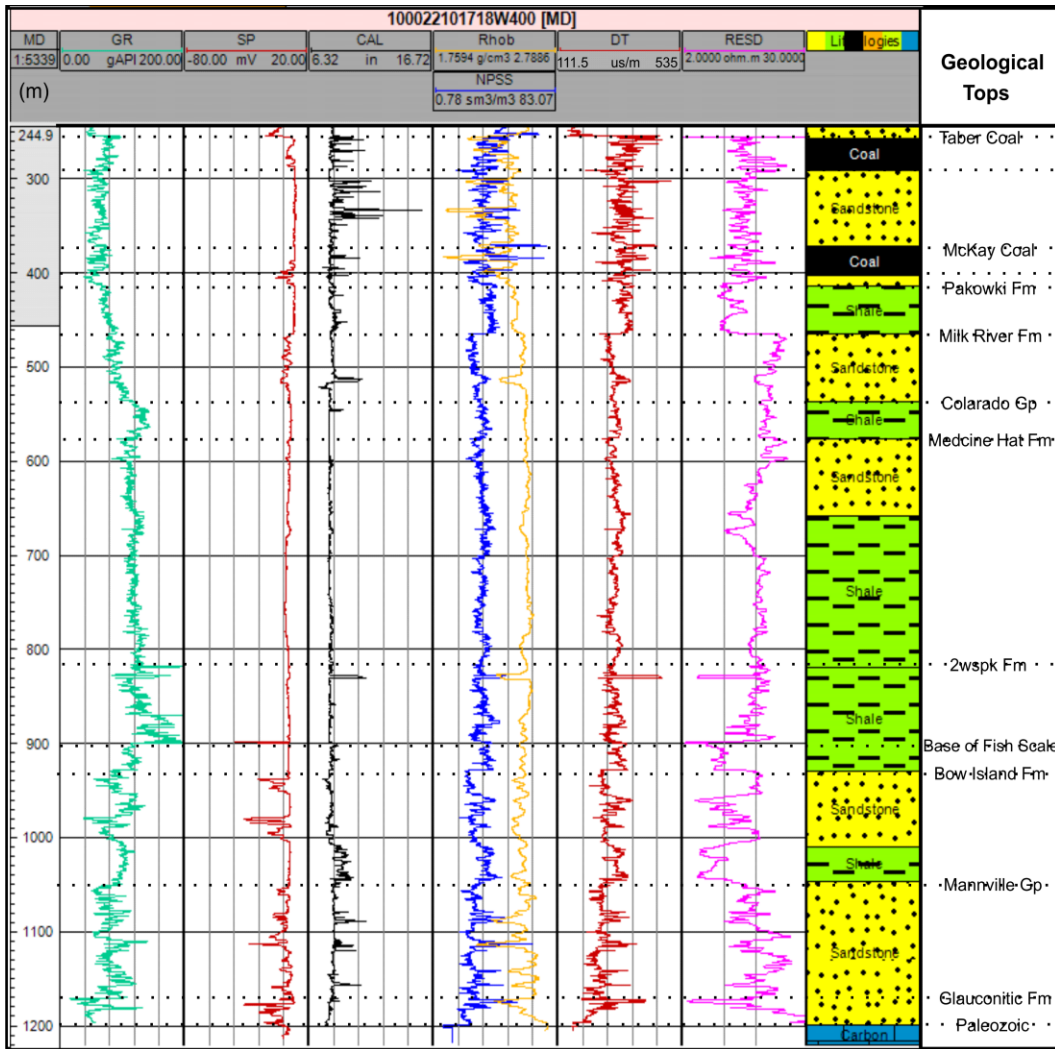 100022101718W400 [MD]
MD GR SP CAL Rhob DT RESD Geological Tops
1:5339 0.00 gAPI 200.00 -80.00 mV 20.00 6.32 in 16.72 1.7594 g/cm3 2.7886 111.5 us/m 535 2.0000 ohm.m 30.0000
(m) NPSS
0.78 sm3/m3 83.07
244.9 Taber Coal
Coal
300
Sandstone
McKay Coal
Coal
400
Pakowki Fm
Shale
Milk River Fm
500 Sandstone
Colarado Gp
Shale
Medcine Hat Fm
600
Sandstone
700
Shale
800
2wspk Fm
Shale
900 Base of Fish Scale
Bow Island Fm
Sandstone
1000
Shale
Mannville Gp
1100
Sandstone
Glauconitic Fm
1200 Paleozoic
Carbon